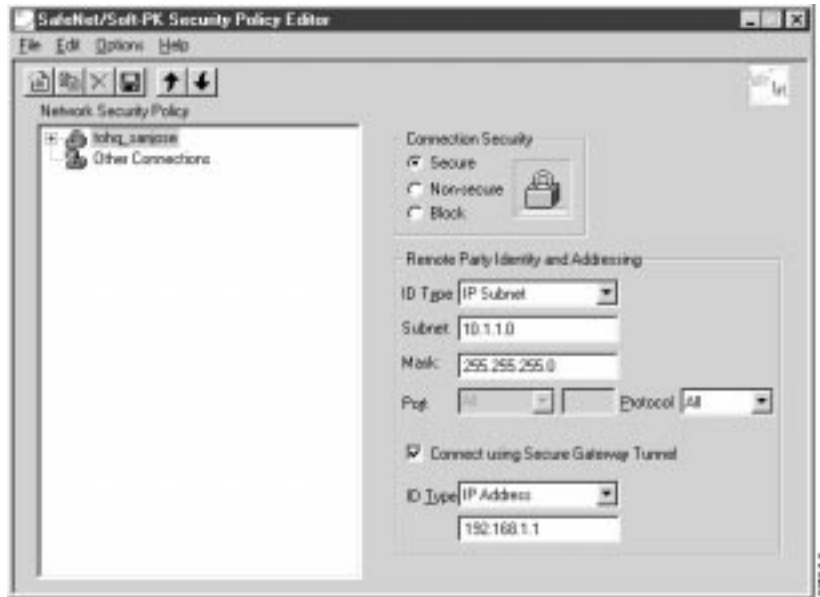 SafeNet/Soft-PK Security Policy Editor
File Edit Options Help
Network Security Policy
tohq_sanjose
Other Connections
Connection Security
Secure
Non-secure
Block
Remote Party Identity and Addressing
ID Type IP Subnet
Subnet 10.1.1.0
Mask: 255.255.255.0
Port All Protocol All
Connect using Secure Gateway Tunnel
ID Type IP Address
192.168.1.1